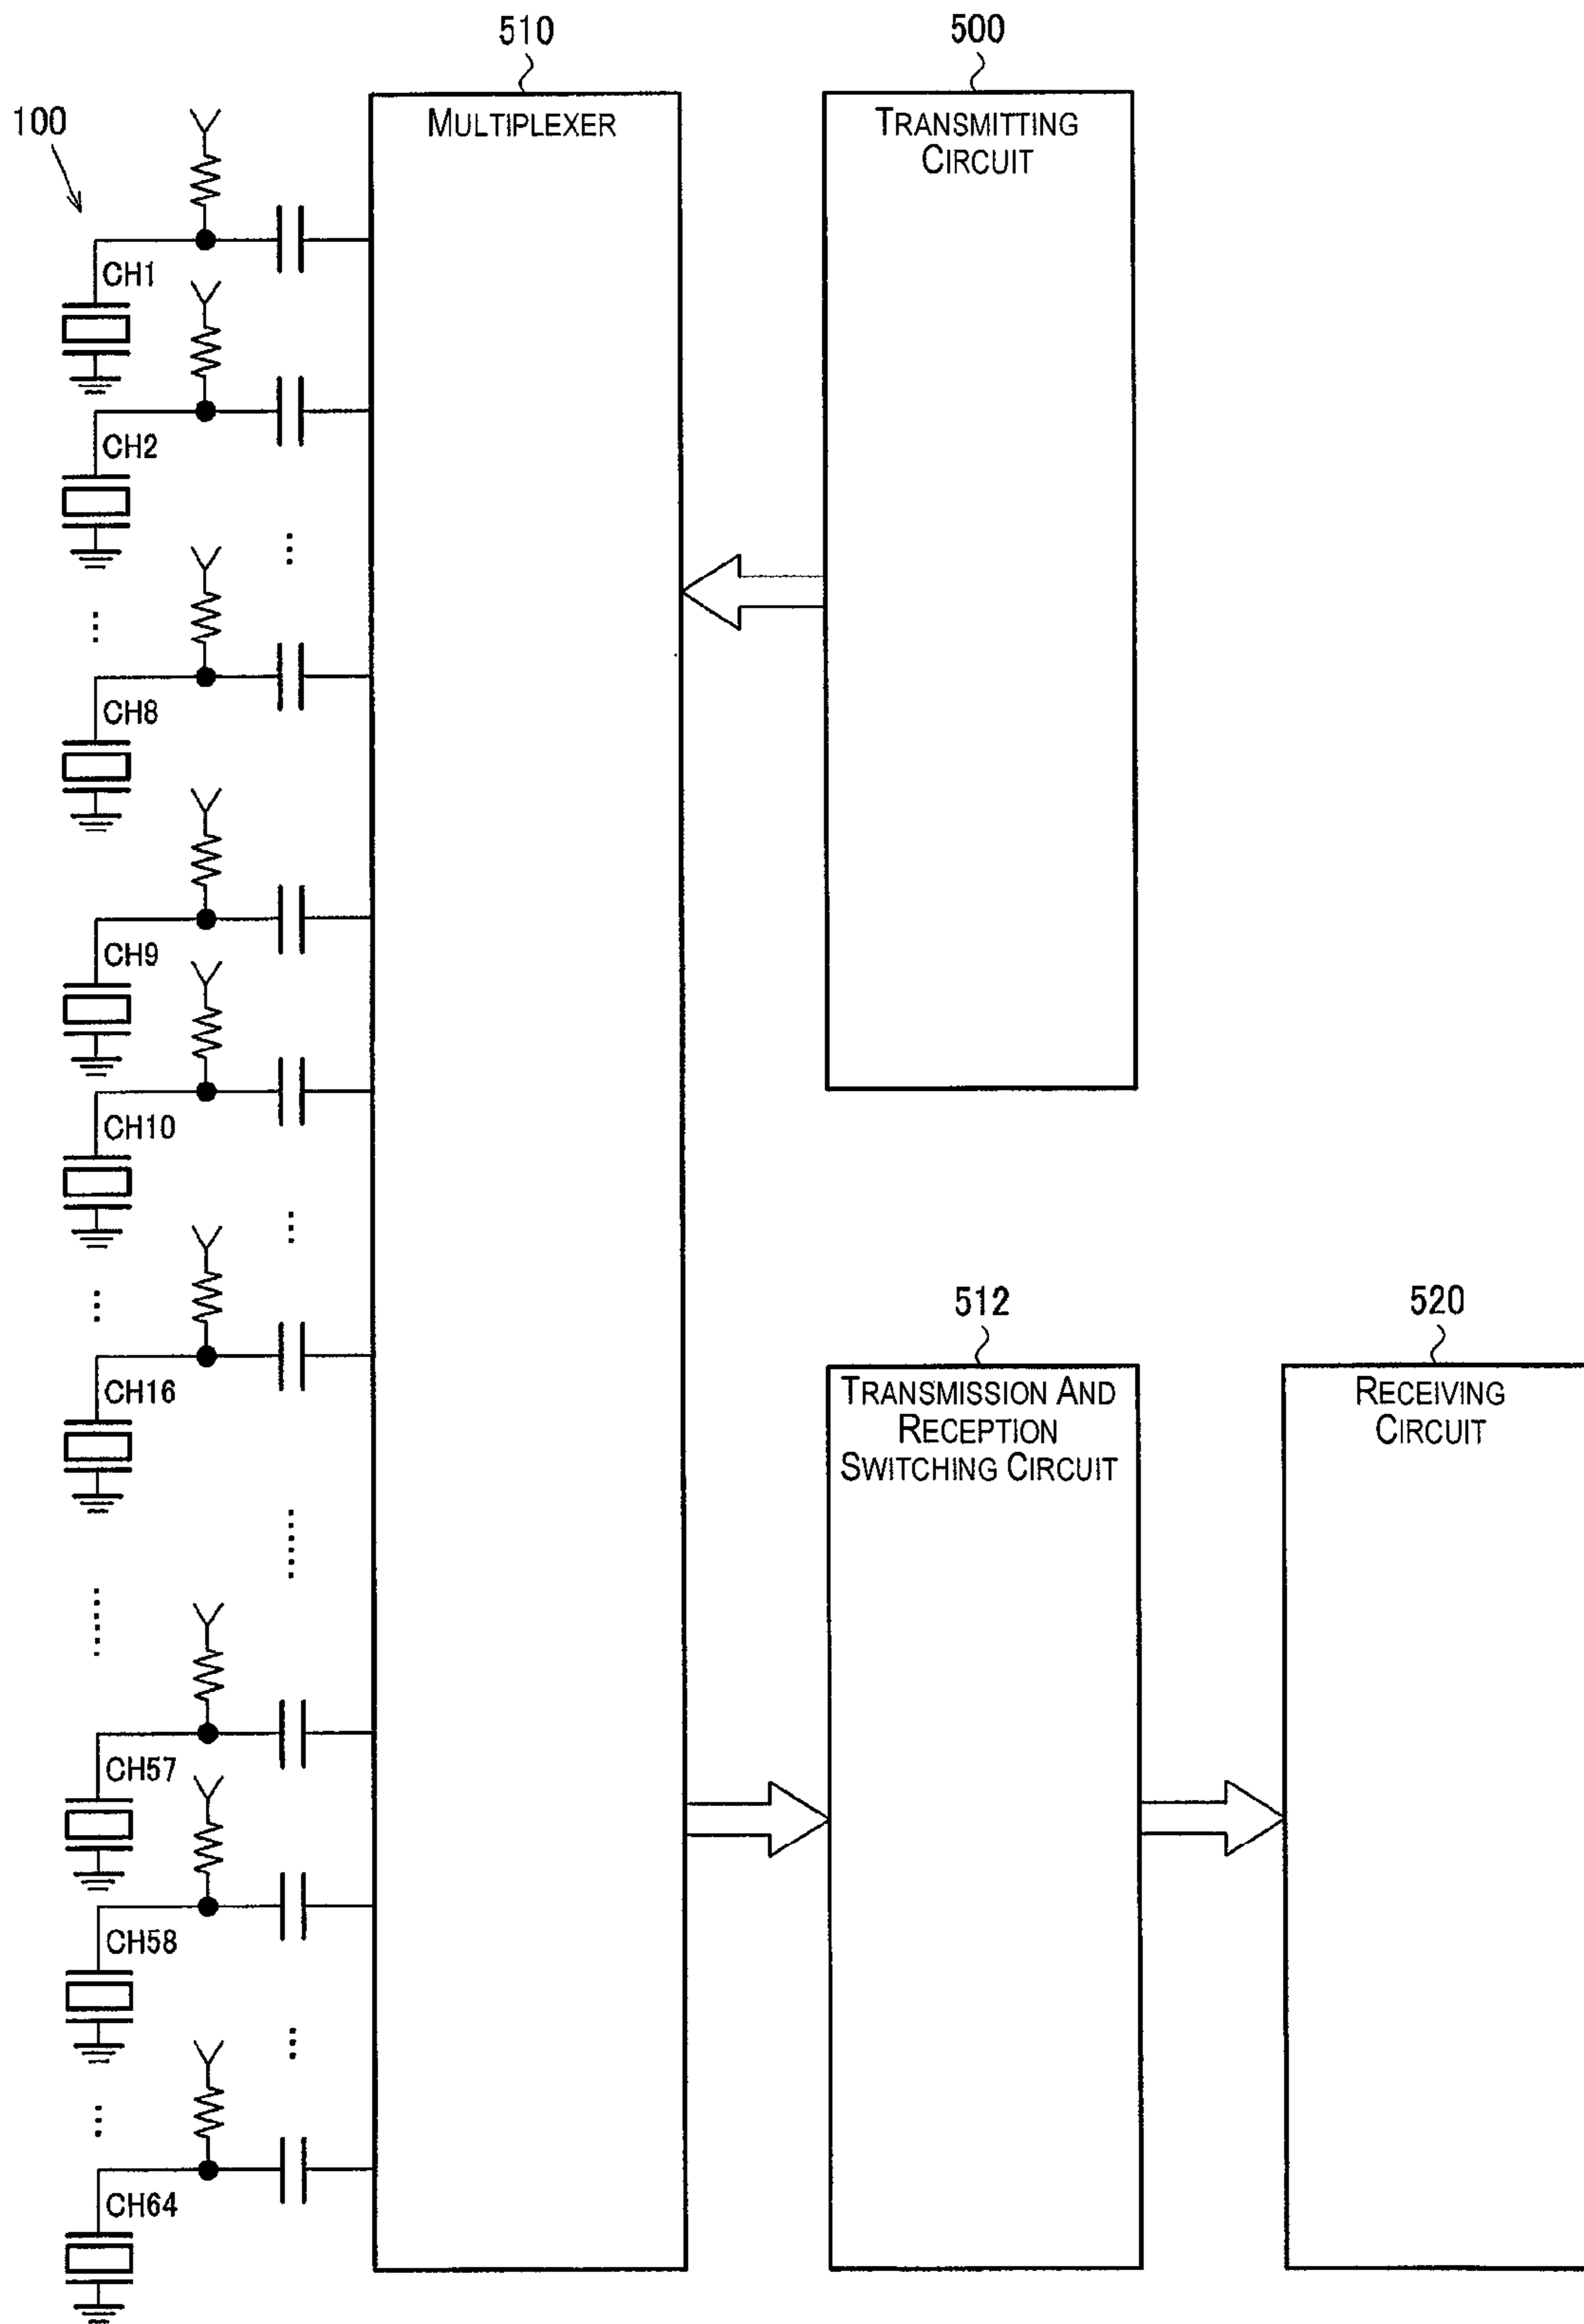 510
500
100
MULTIPLEXER
TRANSMITTING
CIRCUIT
CH1
CH2
...
...
CH8
CH9
CH10
...
...
512
520
CH16
TRANSMISSION AND
RECEPTION
SWITCHING CIRCUIT
RECEIVING
CIRCUIT
......
......
CH57
CH58
...
...
CH64